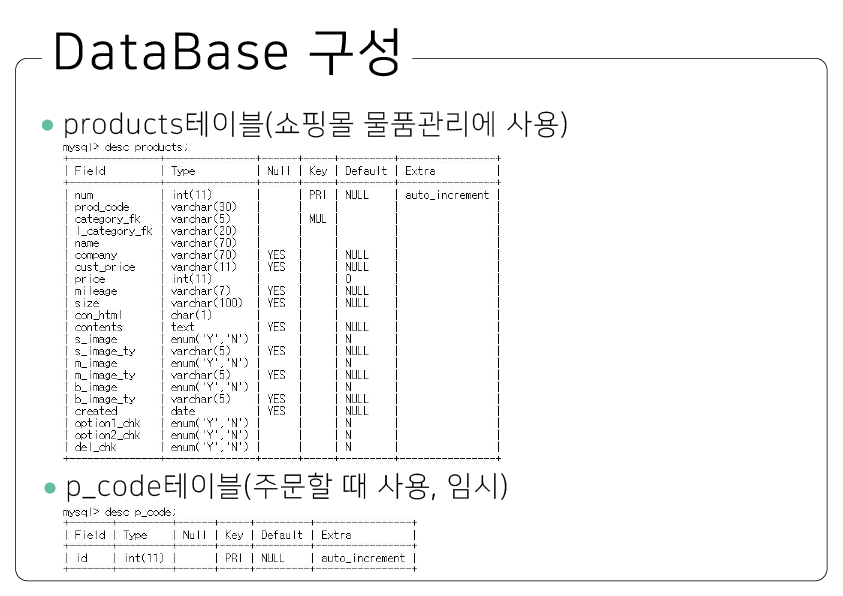 DataBase 구성
products테이블(쇼핑몰 물품관리에 사용)
mysql> desc products;
| Field | Type | Null | Key | Default | Extra |
| num | int(11) | | PRI | NULL | auto_increment |
| prod_code | varchar(30) | | | | |
| category_fk | varchar(5) | | MUL | | |
| l_category_fk | varchar(20) | | | | |
| name | varchar(70) | | | | |
| company | varchar(70) | YES | | NULL | |
| cust_price | varchar(11) | YES | | NULL | |
| price | int(11) | | | 0 | |
| mileage | varchar(7) | YES | | NULL | |
| size | varchar(100) | YES | | NULL | |
| con_html | char(1) | | | | |
| contents | text | YES | | NULL | |
| s_image | enum('Y','N') | | | N | |
| s_image_ty | varchar(5) | YES | | NULL | |
| m_image | enum('Y','N') | | | N | |
| m_image_ty | varchar(5) | YES | | NULL | |
| b_image | enum('Y','N') | | | N | |
| b_image_ty | varchar(5) | YES | | NULL | |
| created | date | YES | | NULL | |
| option1_chk | enum('Y','N') | | | N | |
| option2_chk | enum('Y','N') | | | N | |
| del_chk | enum('Y','N') | | | N | |
p_code테이블(주문할 때 사용, 임시)
mysql> desc p_code;
| Field | Type | Null | Key | Default | Extra |
| id | int(11) | | PRI | NULL | auto_increment |